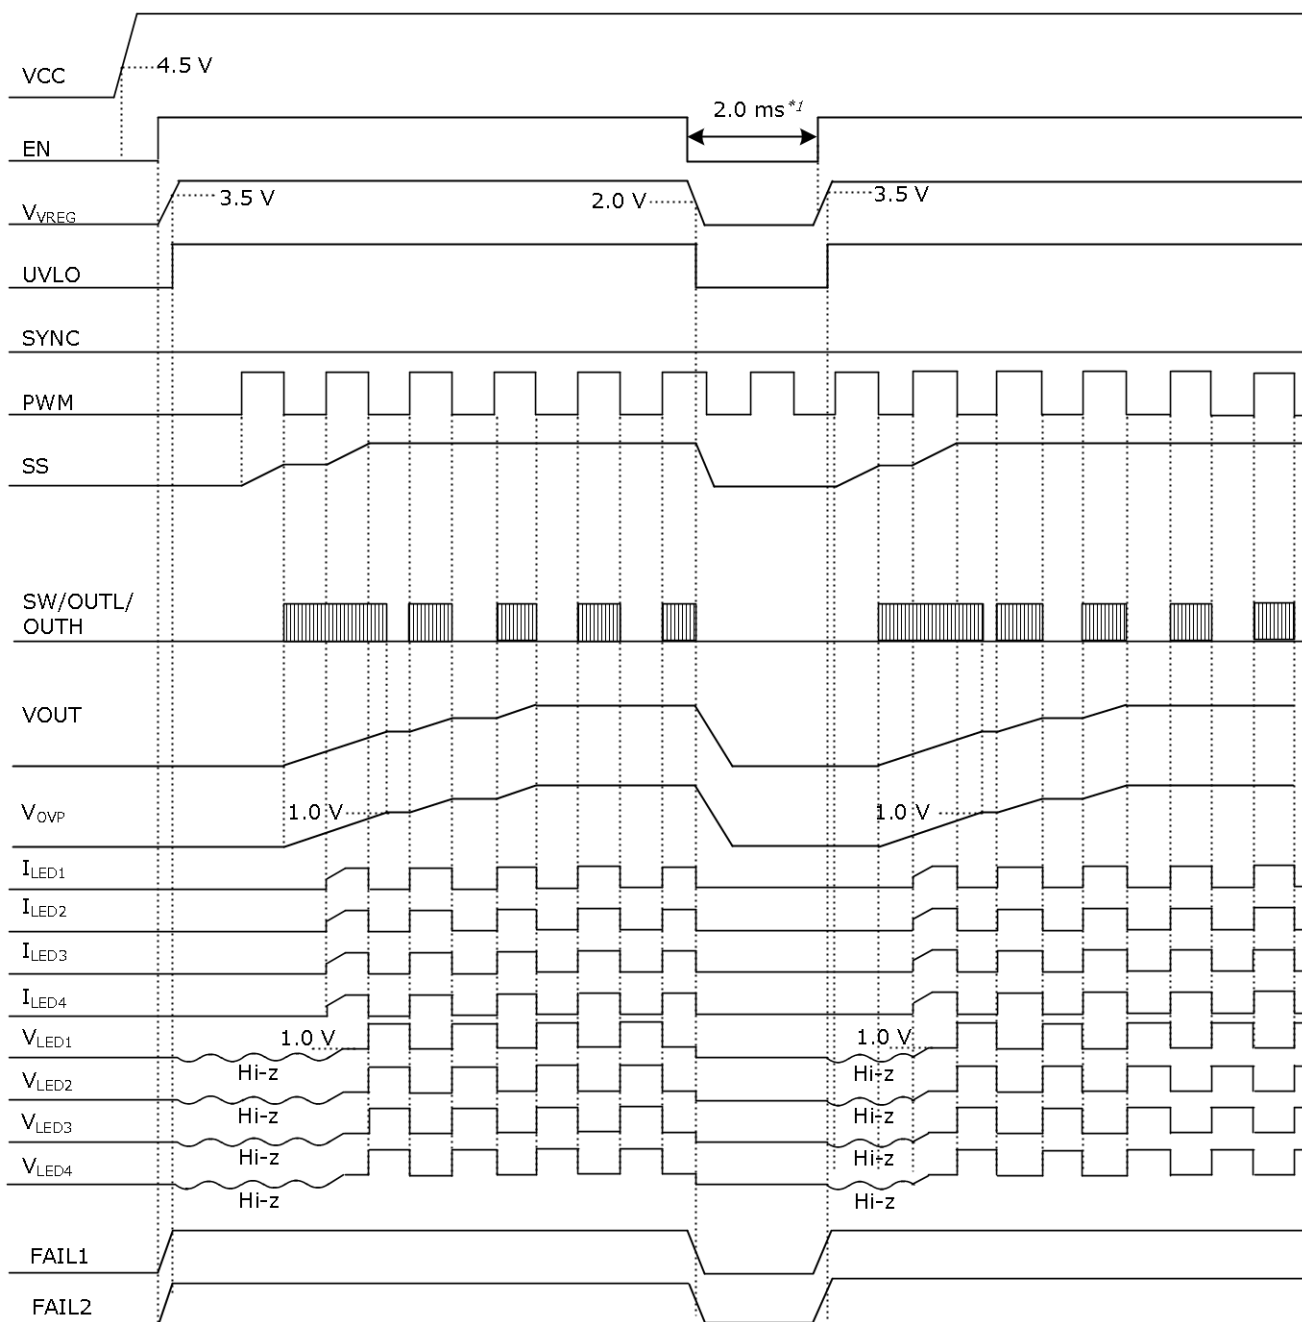 VCC
4.5 V
EN
2.0 ms*1
VVREG
3.5 V
2.0 V
3.5 V
UVLO
SYNC
PWM
SS
SW/OUTL/
OUTH
VOUT
VOVP
1.0 V
1.0 V
ILED1
ILED2
ILED3
ILED4
VLED1
1.0 V
1.0 V
Hi-z
Hi-z
VLED2
Hi-z
Hi-z
VLED3
Hi-z
Hi-z
VLED4
Hi-z
Hi-z
FAIL1
FAIL2